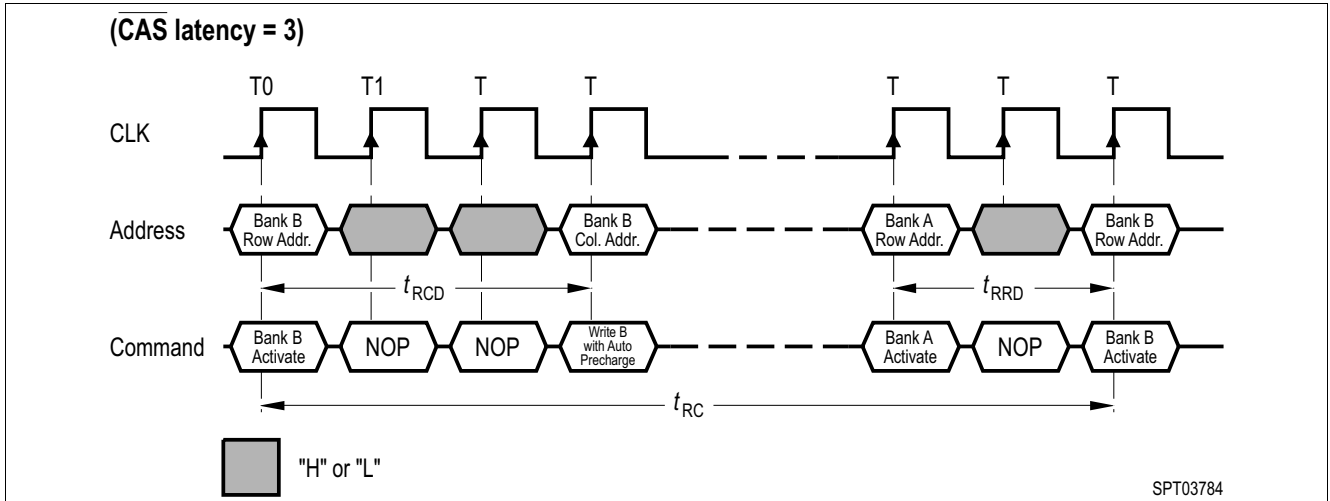 (CAS latency = 3)
T0 T1 T T T T T
CLK
Address
Bank B
Row Addr.
Bank B
Col. Addr.
Bank A
Row Addr.
Bank B
Row Addr.
tRCD
tRRD
Command
Bank B
Activate
NOP
NOP
Write B
with Auto
Precharge
Bank A
Activate
NOP
Bank B
Activate
tRC
"H" or "L"
SPT03784